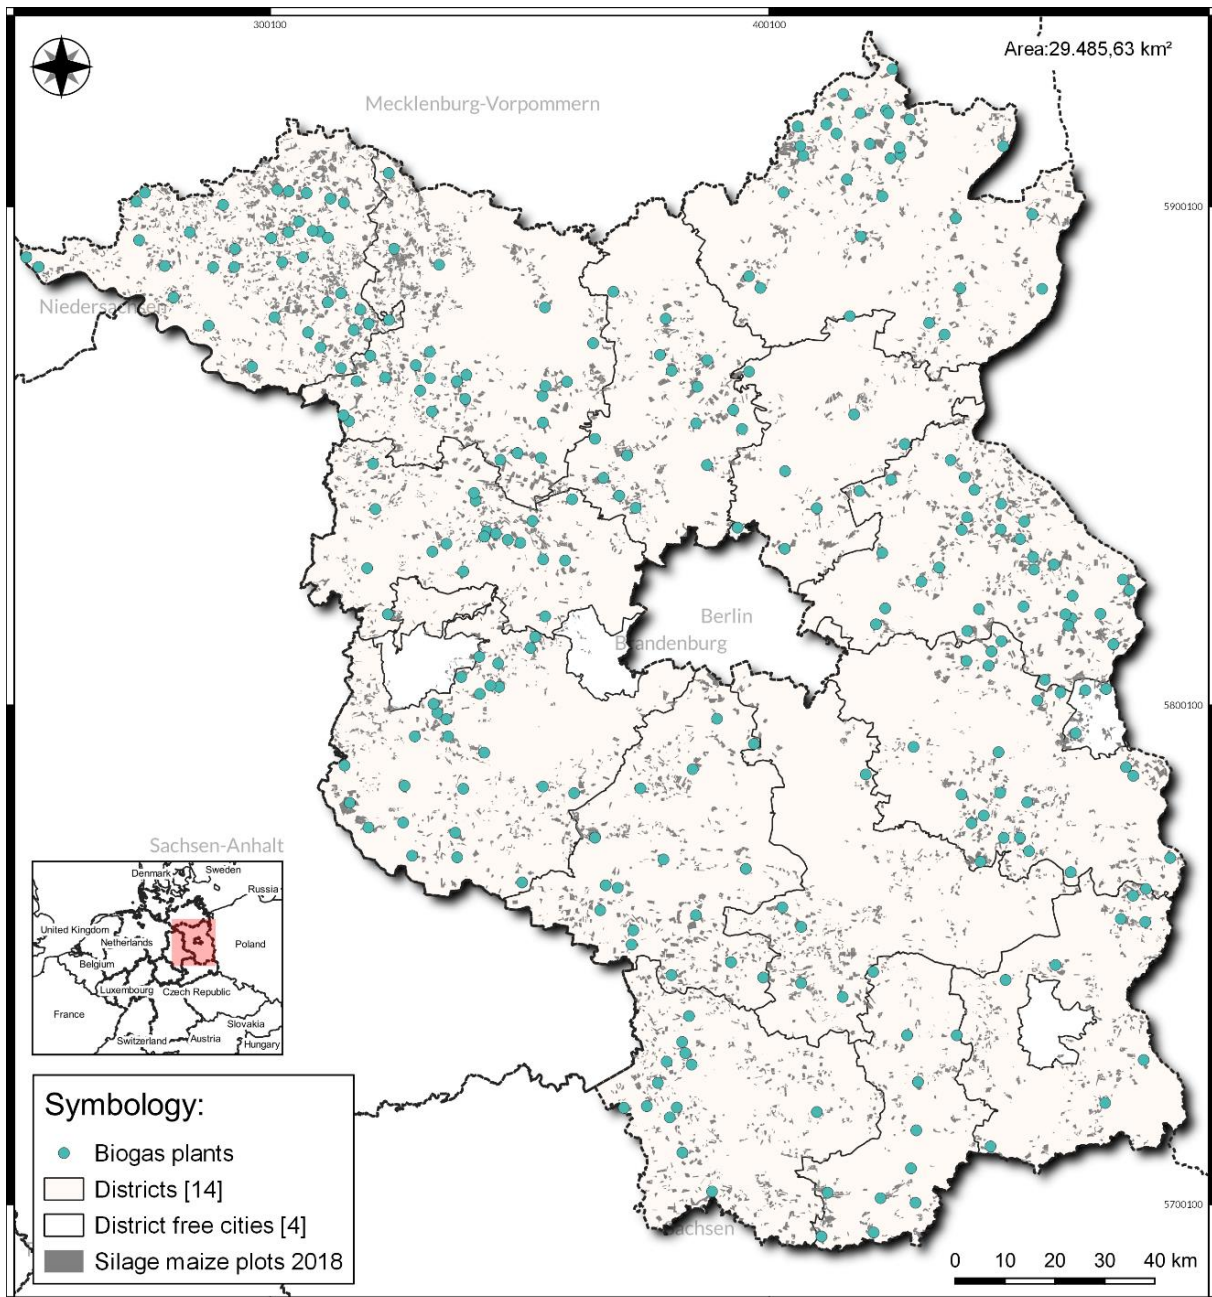 300100
400100
Area:29.485,63 km²
Mecklenburg-Vorpommern
5900100
Niedersachsen
Berlin
Brandenburg
5800100
Sachsen-Anhalt
Denmark
Sweden
Russia
United Kingdom
Netherlands
Poland
Belgium
Luxembourg
Czech Republic
France
Slovakia
Switzerland
Austria
Hungary
Symbology:
Biogas plants
Districts [14]
District free cities [4]
Silage maize plots 2018
Sachsen
5700100
0 10 20 30 40 km